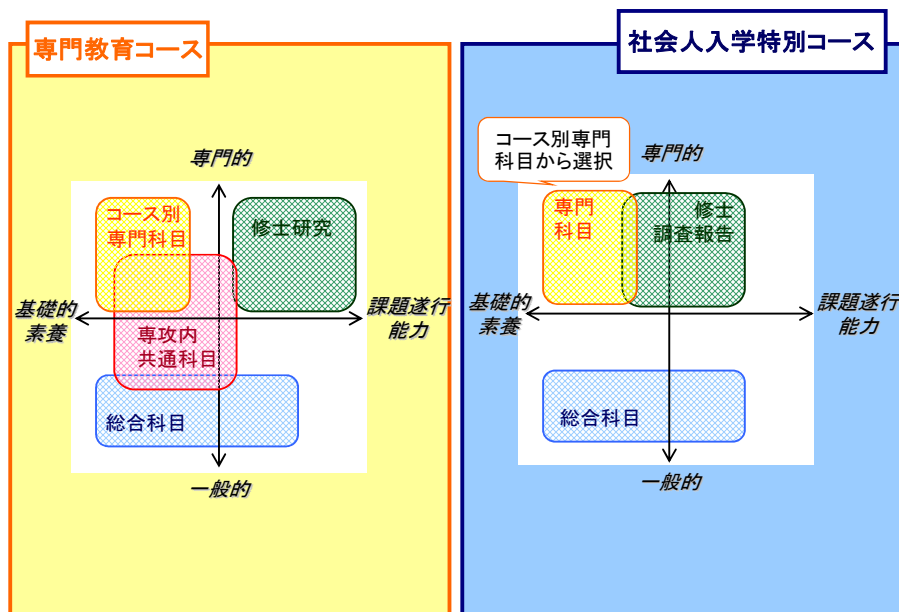 専門教育コース
専門的
コース別
専門科目
修士研究
基礎的
素養
課題遂行
能力
専攻内
共通科目
総合科目
一般的
社会人入学特別コース
コース別専門
科目から選択
専門的
専門
科目
修士
調査報告
基礎的
素養
課題遂行
能力
総合科目
一般的